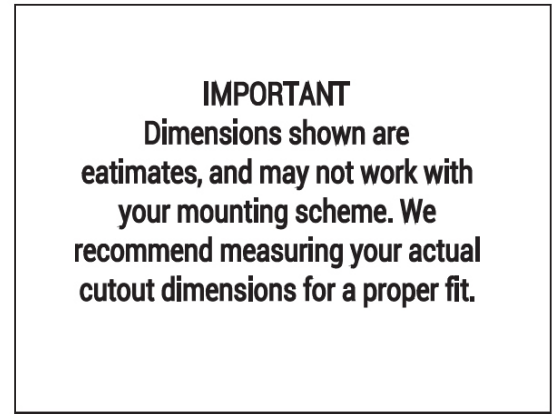 IMPORTANT
Dimensions shown are
eatimates, and may not work with
your mounting scheme. We
recommend measuring your actual
cutout dimensions for a proper fit.